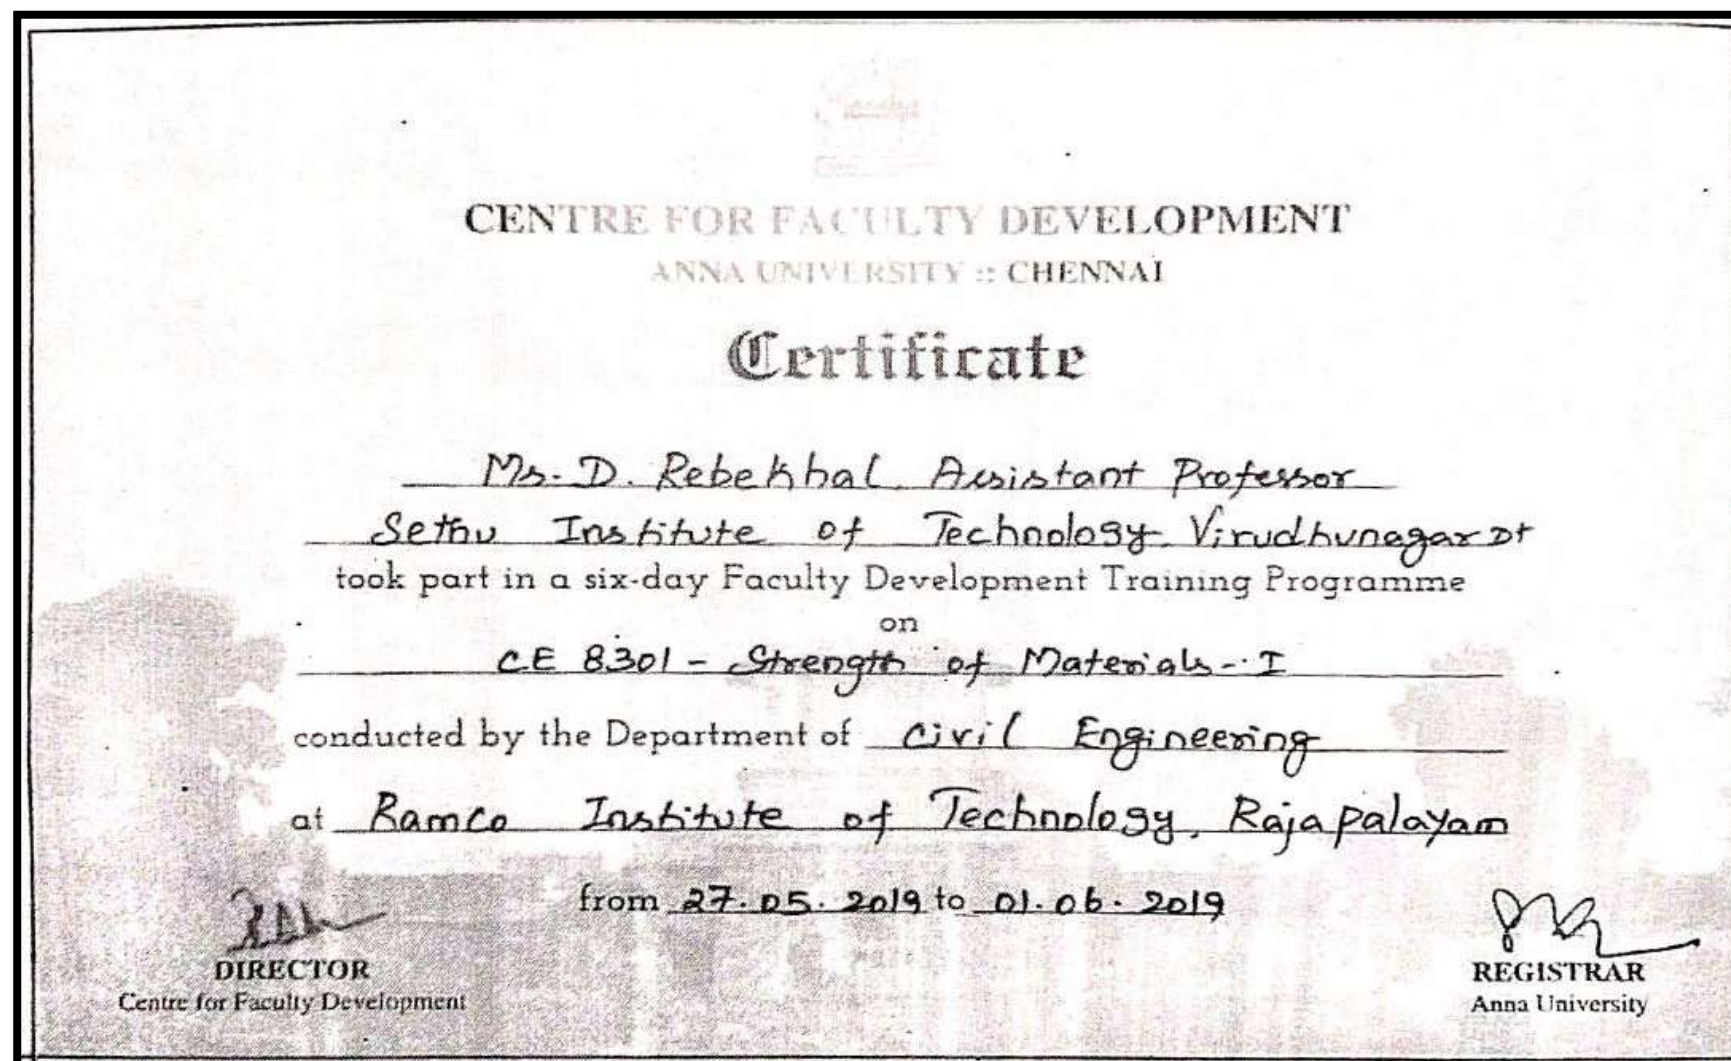 CENTRE FOR FACULTY DEVELOPMENT
ANNA UNIVERSITY :: CHENNAI
Certificate
Ms. D. Rebekhal, Assistant Professor
Sethu Institute of Technology, Virudhunagar Dt
took part in a six-day Faculty Development Training Programme
on
CE 8301 - Strength of Materials - I
conducted by the Department of Civil Engineering
at Ramco Institute of Technology, Rajapalayam
from 27.05.2019 to 01.06.2019
DIRECTOR
Centre for Faculty Development
REGISTRAR
Anna University